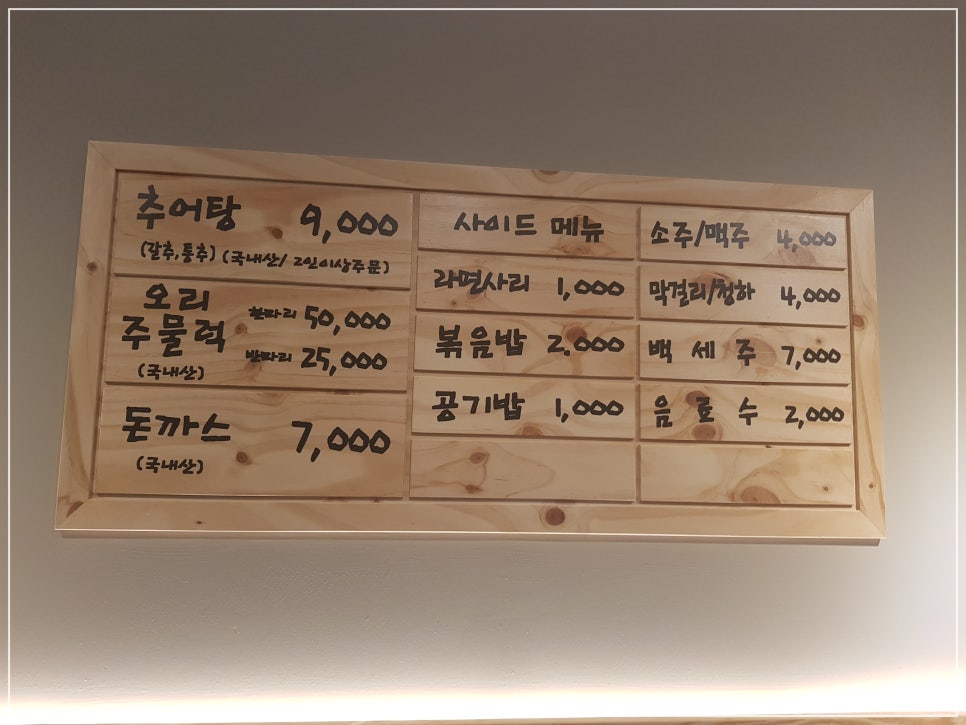 추어탕 9,000
(갈추,통추) (국내산/ 2인이상주문)
오리
주물럭
(국내산)
한마리 50,000
반마리 25,000
돈까스 7,000
(국내산)
사이드 메뉴
라면사리 1,000
볶음밥 2,000
공기밥 1,000
소주/맥주 4,000
막걸리/청하 4,000
백세주 7,000
음료수 2,000